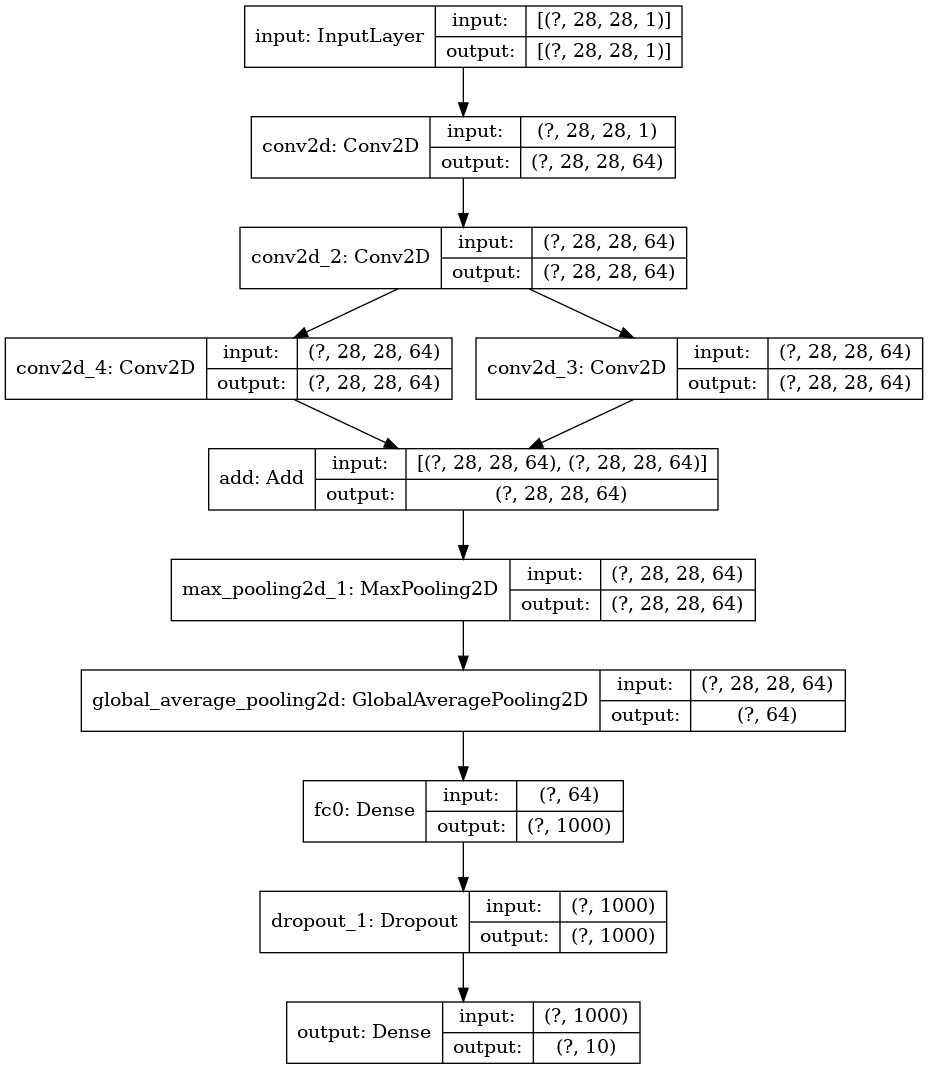 input: InputLayer
input:
[(?, 28, 28, 1)]
output:
[(?, 28, 28, 1)]
conv2d: Conv2D
input:
(?, 28, 28, 1)
output:
(?, 28, 28, 64)
conv2d_2: Conv2D
input:
(?, 28, 28, 64)
output:
(?, 28, 28, 64)
conv2d_4: Conv2D
input:
(?, 28, 28, 64)
output:
(?, 28, 28, 64)
conv2d_3: Conv2D
input:
(?, 28, 28, 64)
output:
(?, 28, 28, 64)
add: Add
input:
[(?, 28, 28, 64), (?, 28, 28, 64)]
output:
(?, 28, 28, 64)
max_pooling2d_1: MaxPooling2D
input:
(?, 28, 28, 64)
output:
(?, 28, 28, 64)
global_average_pooling2d: GlobalAveragePooling2D
input:
(?, 28, 28, 64)
output:
(?, 64)
fc0: Dense
input:
(?, 64)
output:
(?, 1000)
dropout_1: Dropout
input:
(?, 1000)
output:
(?, 1000)
output: Dense
input:
(?, 1000)
output:
(?, 10)